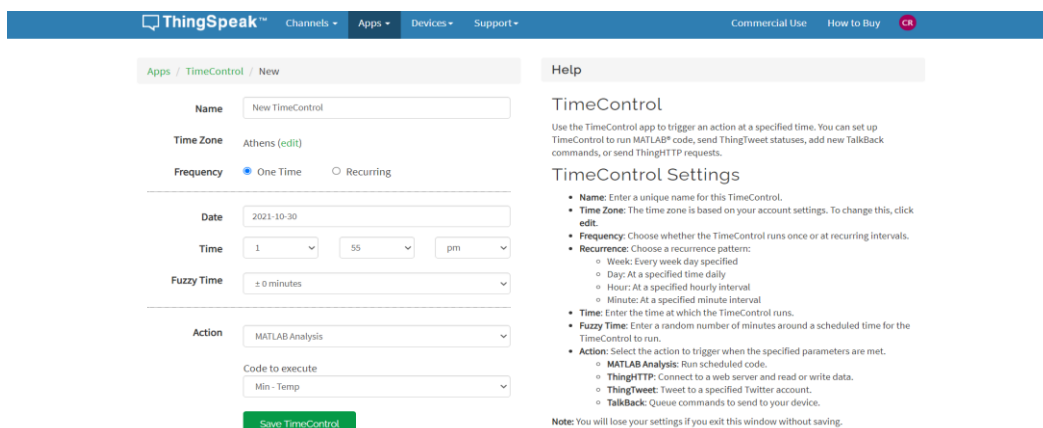 ThingSpeak™ Channels Apps Devices Support Commercial Use How to Buy CR
Apps / TimeControl / New
Name New TimeControl
Time Zone Athens (edit)
Frequency One Time Recurring
Date 2021-10-30
Time 1 55 pm
Fuzzy Time ± 0 minutes
Action MATLAB Analysis
Code to execute
Min - Temp
Save TimeControl
Help
TimeControl
Use the TimeControl app to trigger an action at a specified time. You can set up
TimeControl to run MATLAB® code, send ThingTweet statuses, add new TalkBack
commands, or send ThingHTTP requests.
TimeControl Settings
• Name: Enter a unique name for this TimeControl.
• Time Zone: The time zone is based on your account settings. To change this, click
edit.
• Frequency: Choose whether the TimeControl runs once or at recurring intervals.
• Recurrence: Choose a recurrence pattern:
◦ Week: Every week day specified
◦ Day: At a specified time daily
◦ Hour: At a specified hourly interval
◦ Minute: At a specified minute interval
• Time: Enter the time at which the TimeControl runs.
• Fuzzy Time: Enter a random number of minutes around a scheduled time for the
TimeControl to run.
• Action: Select the action to trigger when the specified parameters are met.
◦ MATLAB Analysis: Run scheduled code.
◦ ThingHTTP: Connect to a web server and read or write data.
◦ ThingTweet: Tweet to a specified Twitter account.
◦ TalkBack: Queue commands to send to your device.
Note: You will lose your settings if you exit this window without saving.